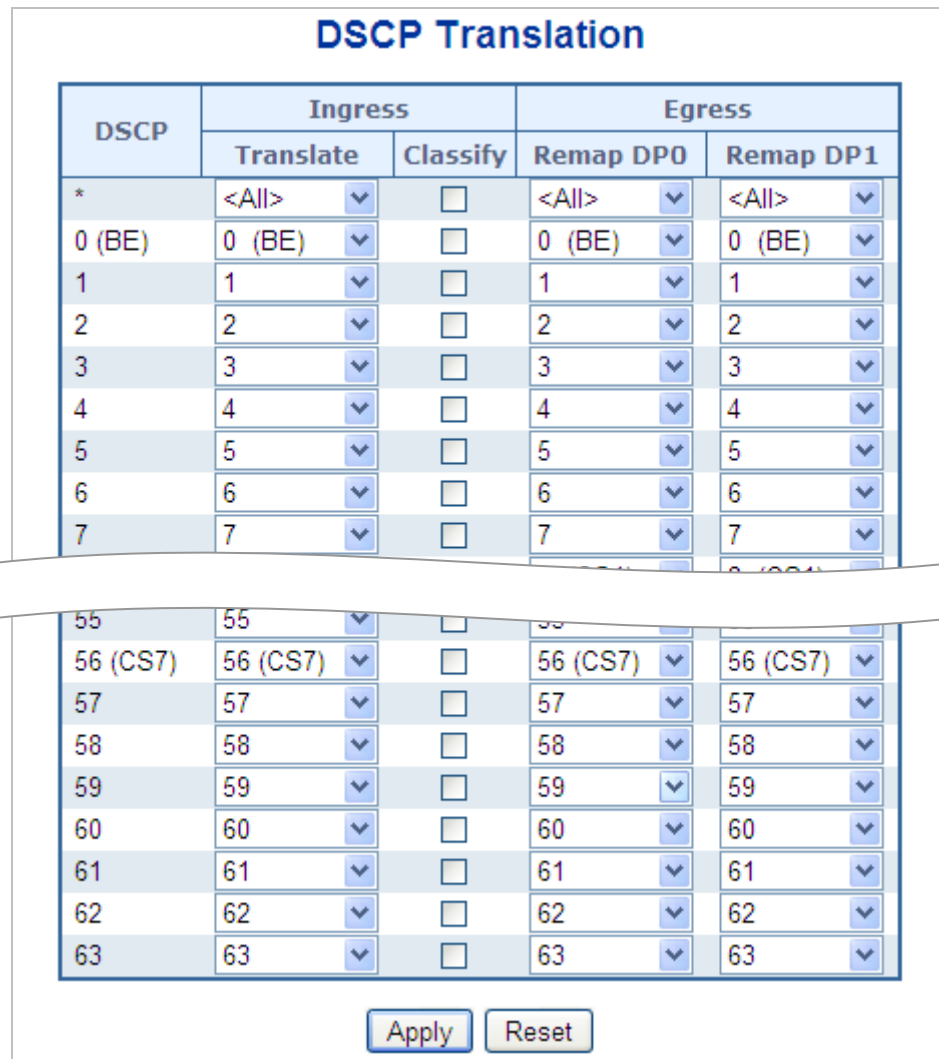 DSCP Translation
DSCP Ingress Egress
Translate Classify Remap DP0 Remap DP1
* <All> <All> <All>
0 (BE) 0 (BE) 0 (BE) 0 (BE)
1 1 1 1
2 2 2 2
3 3 3 3
4 4 4 4
5 5 5 5
6 6 6 6
7 7 7 7
55 55
56 (CS7) 56 (CS7) 56 (CS7) 56 (CS7)
57 57 57 57
58 58 58 58
59 59 59 59
60 60 60 60
61 61 61 61
62 62 62 62
63 63 63 63
Apply Reset